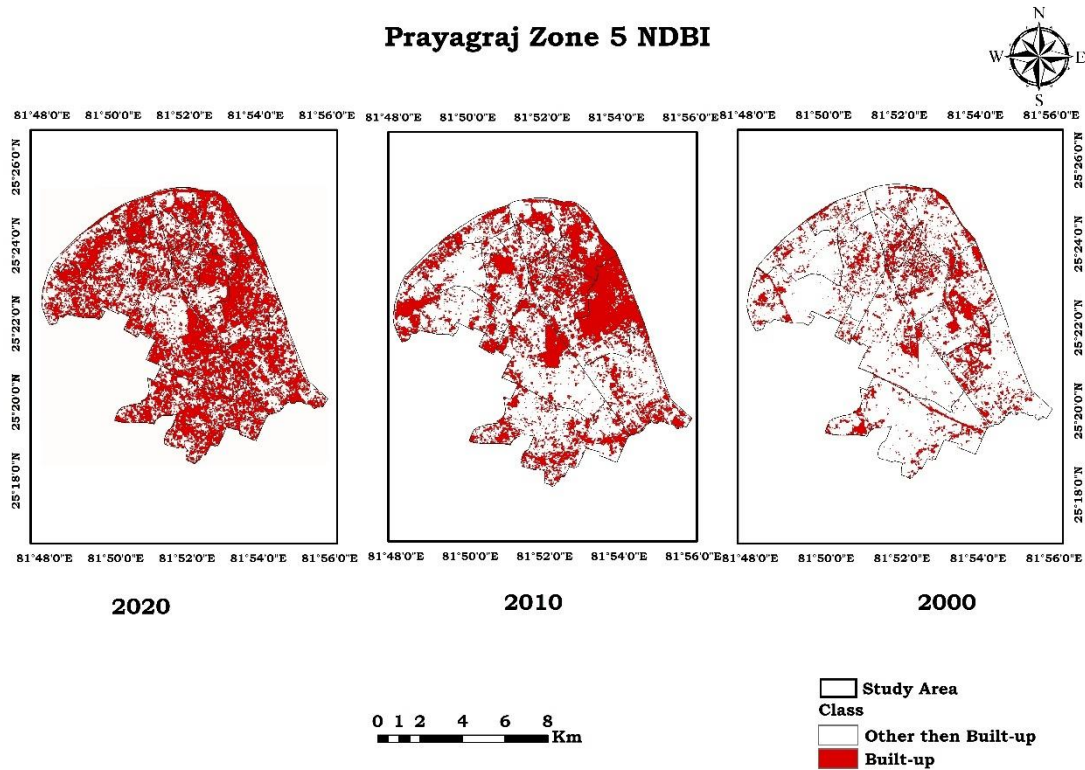 Prayagraj Zone 5 NDBI
N
W E
S
81°48'0"E 81°50'0"E 81°52'0"E 81°54'0"E 81°56'0"E
81°50'0"E 81°52'0"E 81°54'0"E 81°56'0"E
81°48'0"E 81°50'0"E 81°52'0"E 81°54'0"E 81°56'0"E
25°26'0"N
25°24'0"N
25°22'0"N
25°20'0"N
25°18'0"N
25°26'0"N
25°24'0"N
25°22'0"N
25°20'0"N
25°18'0"N
81°48'0"E 81°50'0"E 81°52'0"E 81°54'0"E 81°56'0"E
81°48'0"E 81°50'0"E 81°52'0"E 81°54'0"E 81°56'0"E
81°48'0"E 81°50'0"E 81°52'0"E 81°54'0"E 81°56'0"E
2020
2010
2000
0 1 2 4 6 8
Km
Study Area
Class
Other then Built-up
Built-up